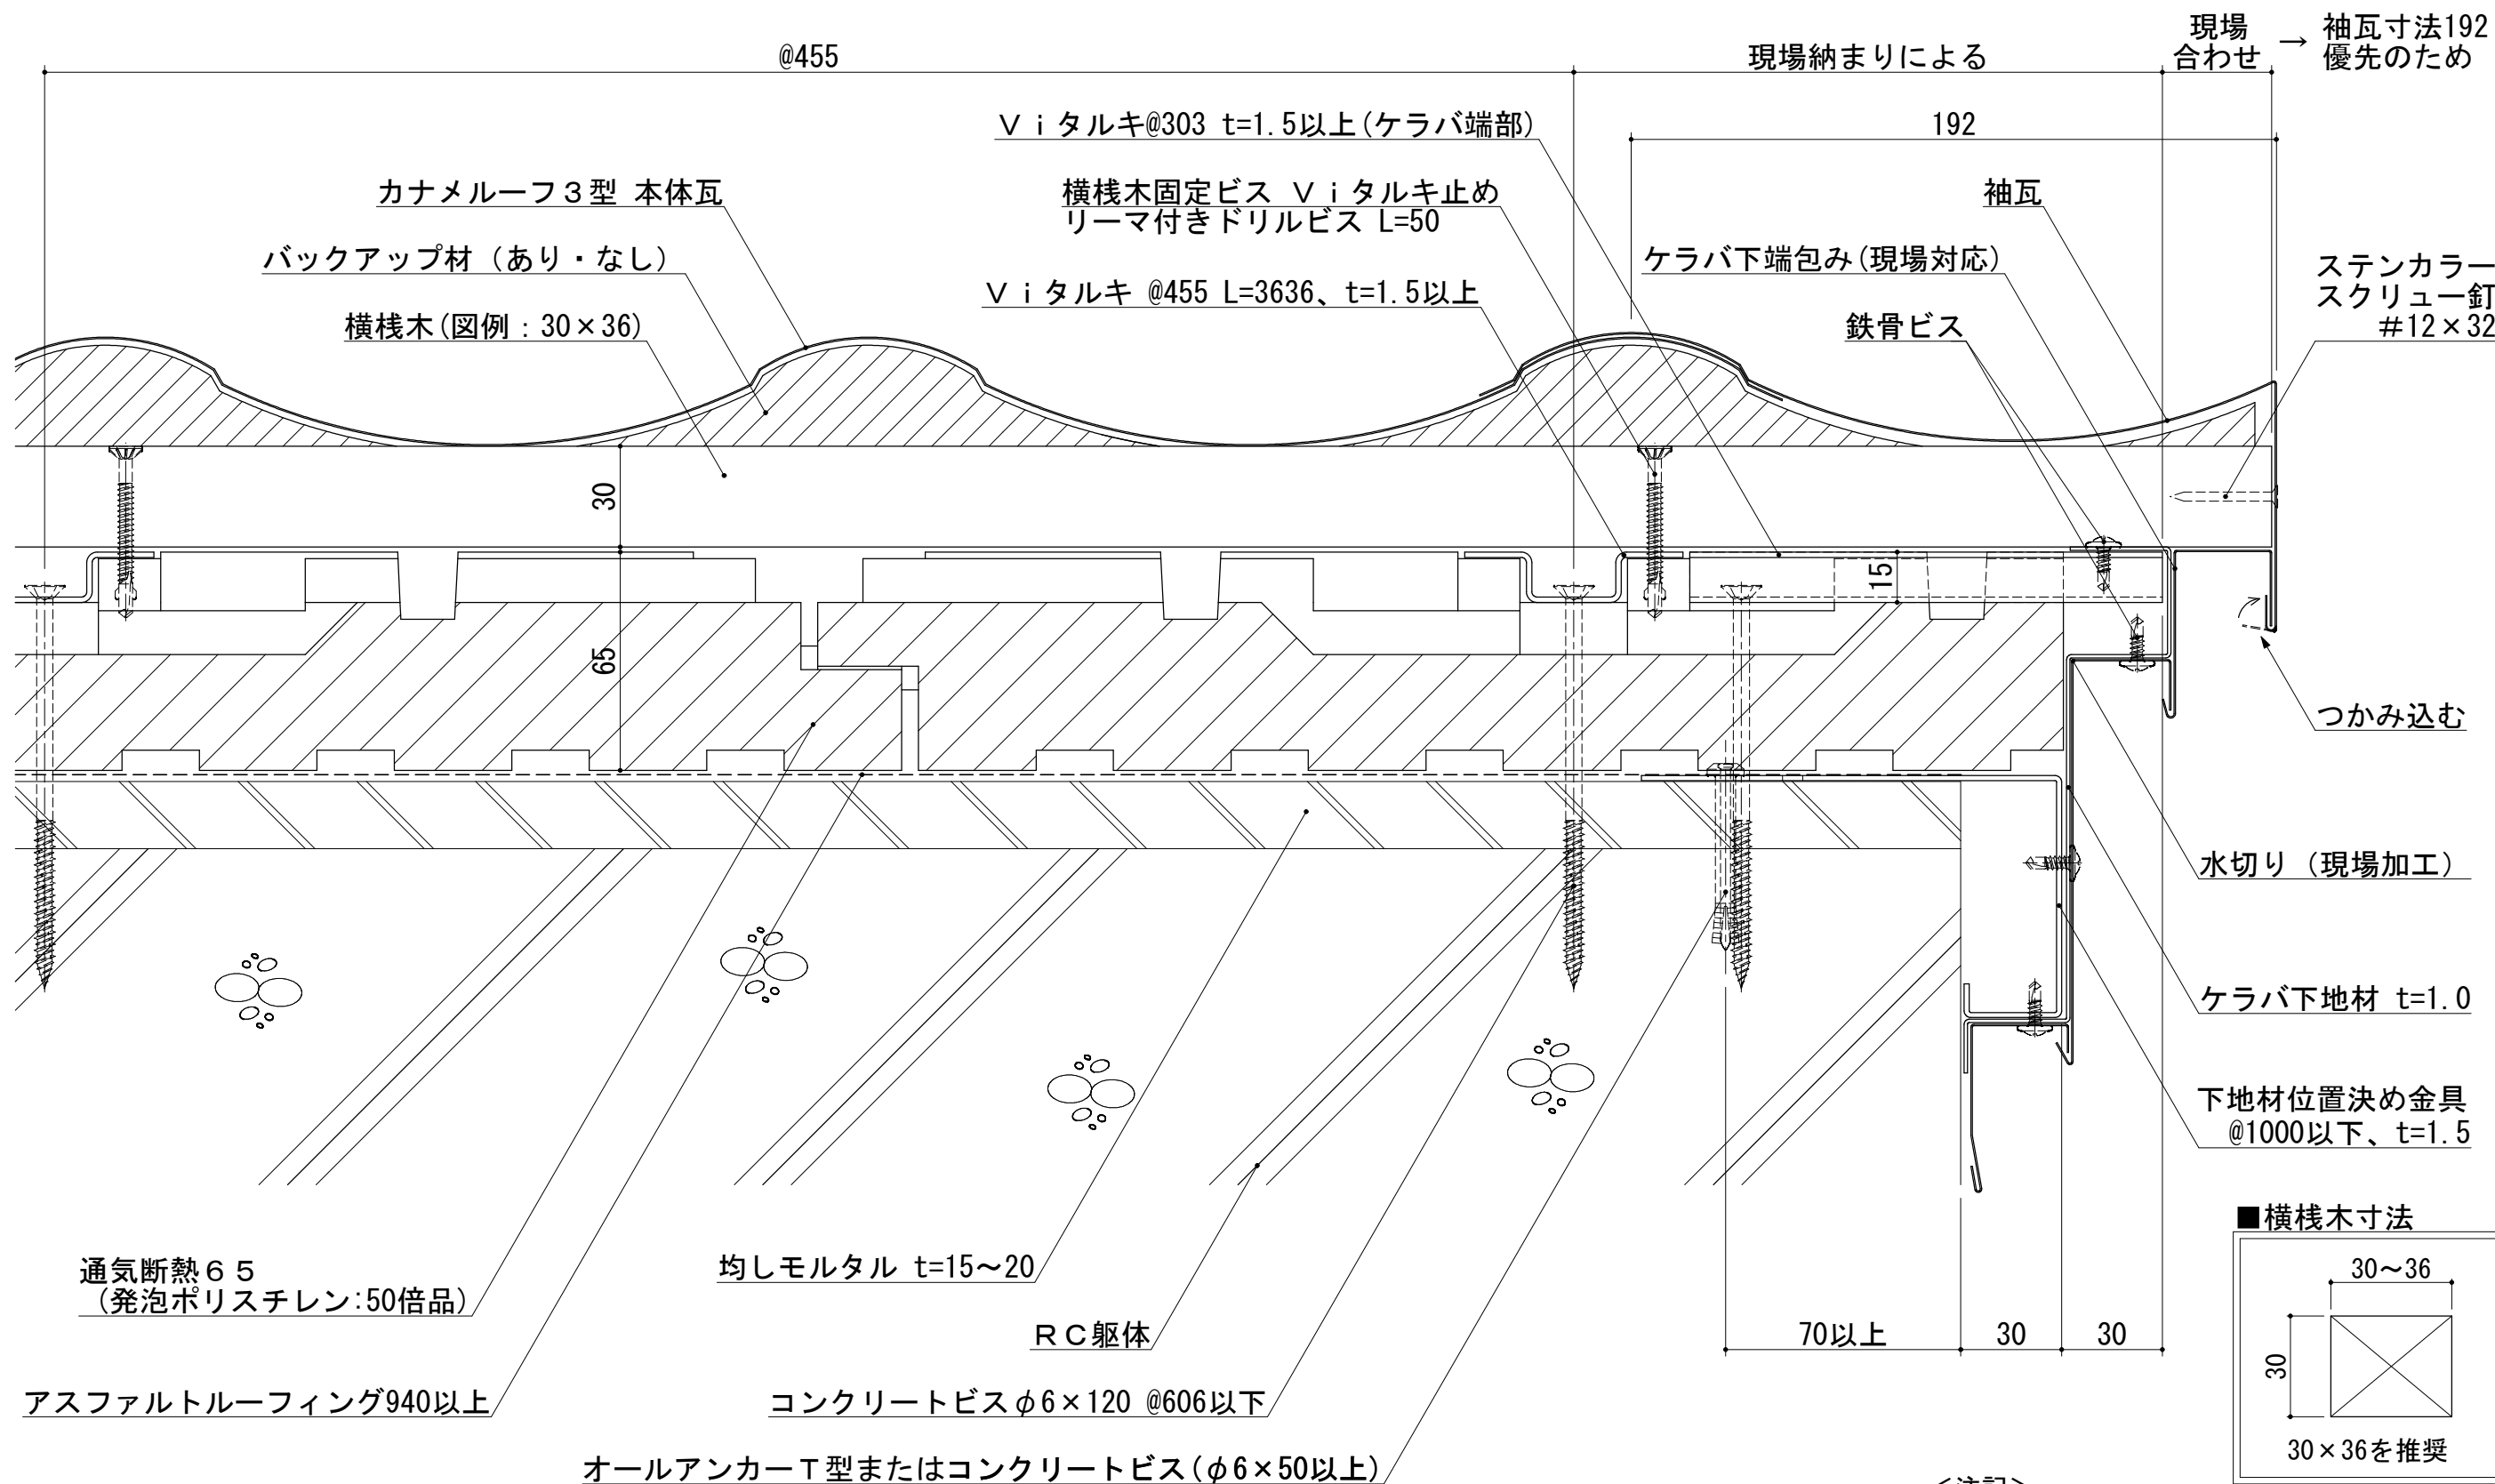 現場
合わせ
→
袖瓦寸法192
優先のため
@455
現場納まりによる
Ｖｉタルキ@303 t=1.5以上(ケラバ端部)
192
カナメルーフ３型 本体瓦
横桟木固定ビス Ｖｉタルキ止め
リーマ付きドリルビス L=50
袖瓦
バックアップ材（あり・なし）
ケラバ下端包み(現場対応)
ステンカラー
スクリュー釘
＃12×32
Ｖｉタルキ @455 L=3636、t=1.5以上
横桟木(図例：30×36)
鉄骨ビス
30
15
65
つかみ込む
水切り（現場加工）
ケラバ下地材 t=1.0
下地材位置決め金具
@1000以下、t=1.5
■横桟木寸法
30～36
30
30×36を推奨
通気断熱６５
（発泡ポリスチレン:50倍品）
均しモルタル t=15～20
ＲＣ躯体
70以上
30
30
アスファルトルーフィング940以上
コンクリートビスφ6×120 @606以下
オールアンカーＴ型またはコンクリートビス(φ6×50以上)
＜注記＞